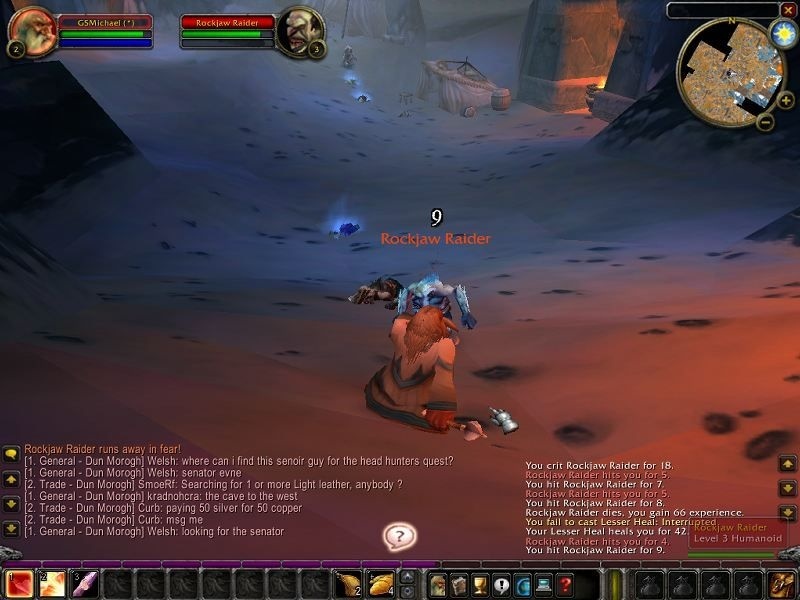 GSMichael (*)
Rockjaw Raider
N
2
3
9
Rockjaw Raider
Rockjaw Raider runs away in fear!
[1. General - Dun Morogh] Welsh: where can i find this senoir guy for the head hunters quest?
[1. General - Dun Morogh] Welsh: senator evne
[2. Trade - Dun Morogh] SmoeRf: Searching for 1 or more Light leather, anybody ?
[1. General - Dun Morogh] kradnohcra: the cave to the west
[2. Trade - Dun Morogh] Curb: paying 50 silver for 50 copper
[2. Trade - Dun Morogh] Curb: msg me
[1. General - Dun Morogh] Welsh: looking for the senator
You crit Rockjaw Raider for 18.
Rockjaw Raider hits you for 5.
You hit Rockjaw Raider for 7.
Rockjaw Raider hits you for 5.
You hit Rockjaw Raider for 8.
Rockjaw Raider dies, you gain 66 experience.
You fail to cast Lesser Heal: Interrupted
Your Lesser Heal heals you for 42.
Rockjaw Raider hits you for 4.
You hit Rockjaw Raider for 9.
Rockjaw Raider
Level 3 Humanoid
?
1
2
3
2
4
!
?